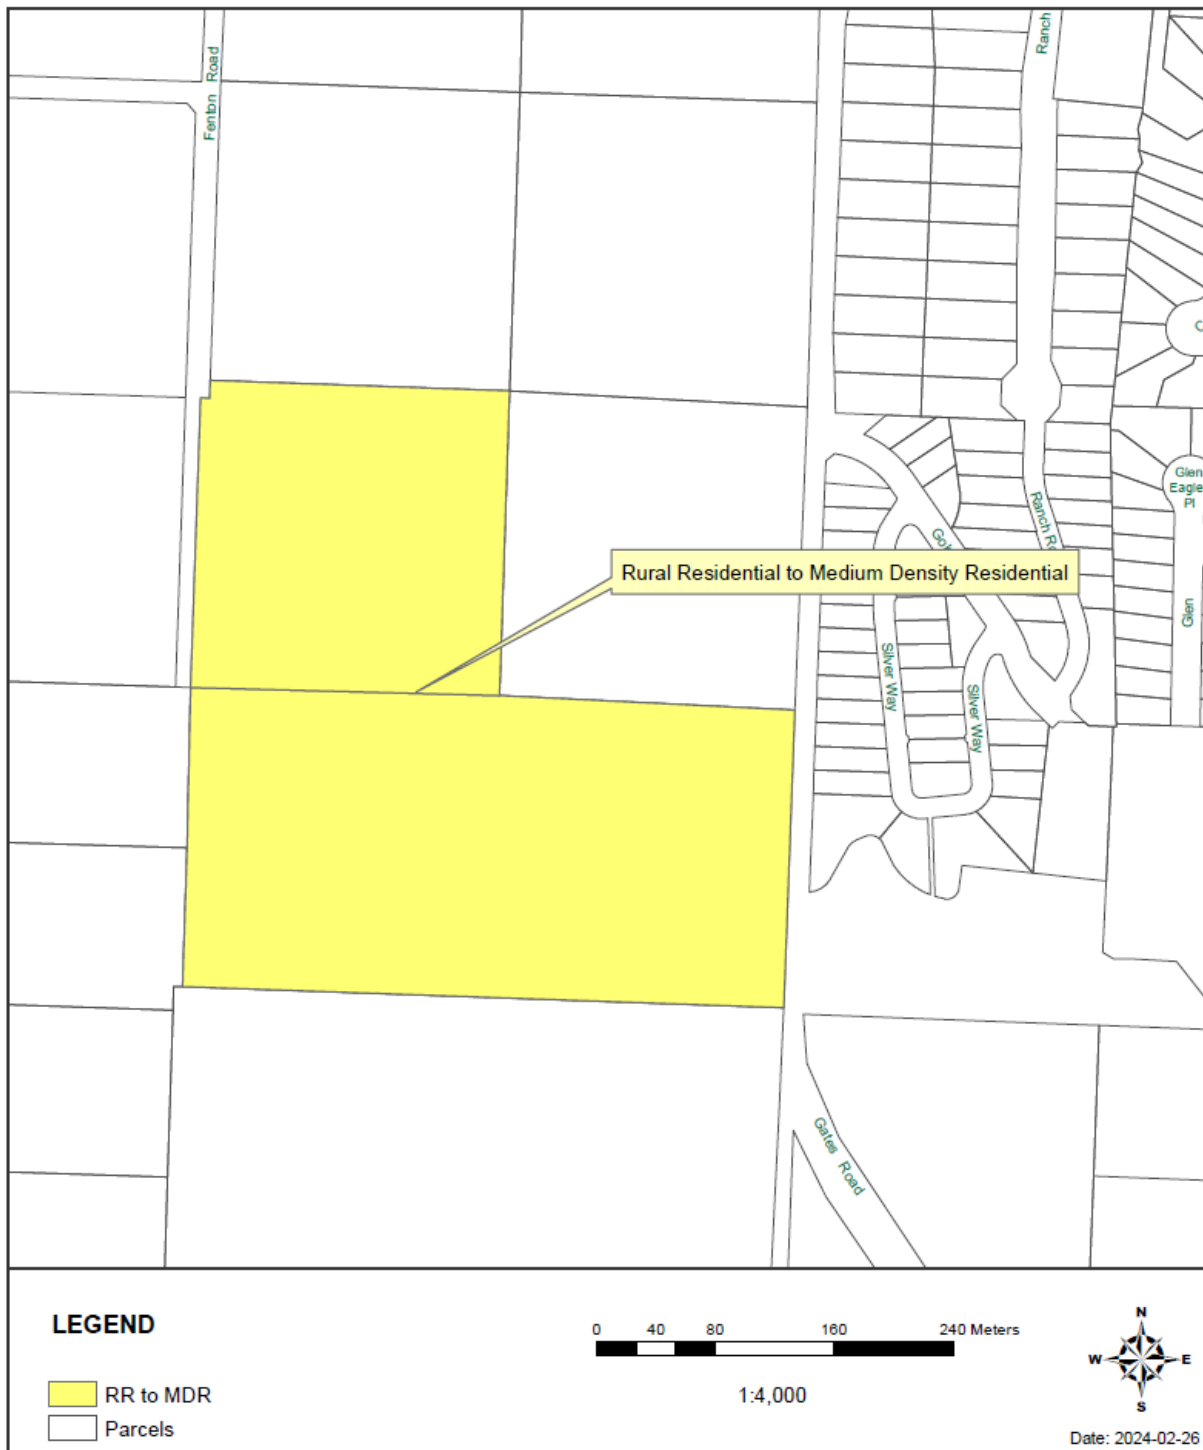 Fenton Road
Ranch
C
Glen
Eagle
Pl
Ranch
Rural Residential to Medium Density Residential
Glen
Silver Way
Silver Way
Gates Road
LEGEND
0 40 80 160 240 Meters
1:4,000
RR to MDR
Parcels
N
W E
S
Date: 2024-02-26